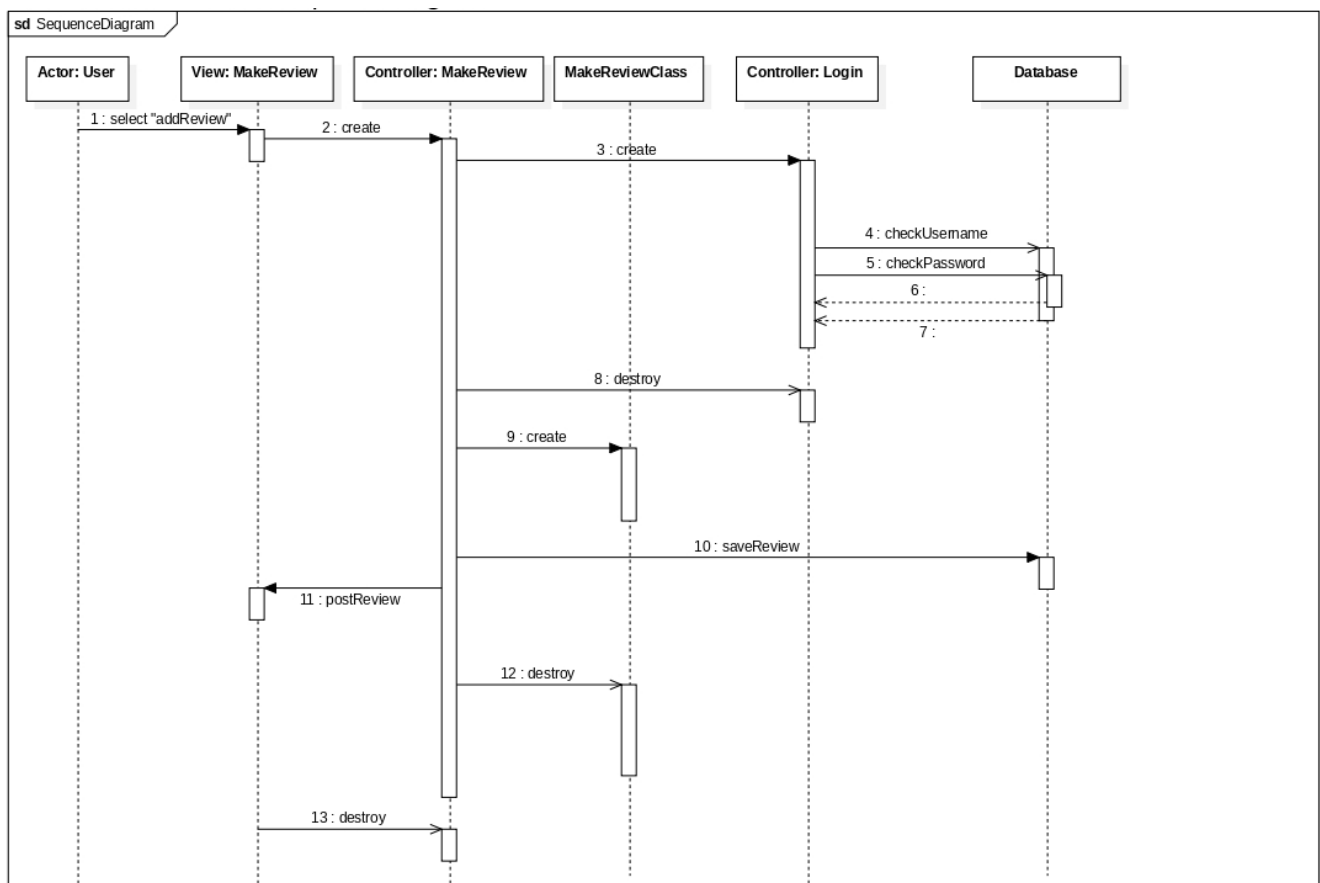 sd SequenceDiagram
Actor: User
View: MakeReview
Controller: MakeReview
MakeReviewClass
Controller: Login
Database
1 : select "addReview"
2 : create
3 : create
4 : checkUsername
5 : checkPassword
6 :
7 :
8 : destroy
9 : create
10 : saveReview
11 : postReview
12 : destroy
13 : destroy